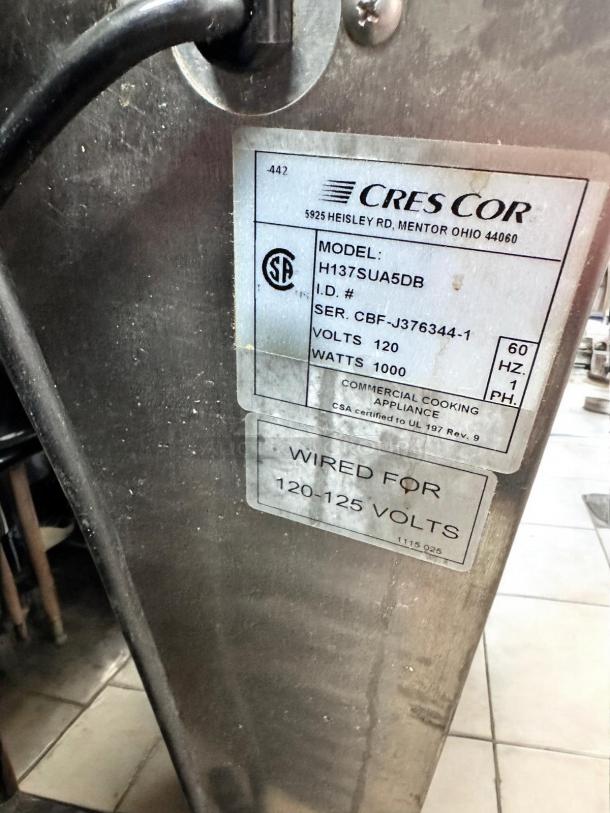 -442
CRES COR
5925 HEISLEY RD, MENTOR OHIO 44060
SA
MODEL:
H137SUA5DB
I.D. #
SER. CBF-J376344-1
VOLTS 120
WATTS 1000
60
HZ.
1
PH.
COMMERCIAL COOKING
APPLIANCE
CSA certified to UL 197 Rev. 9
WIRED FOR
120-125 VOLTS
1115 025